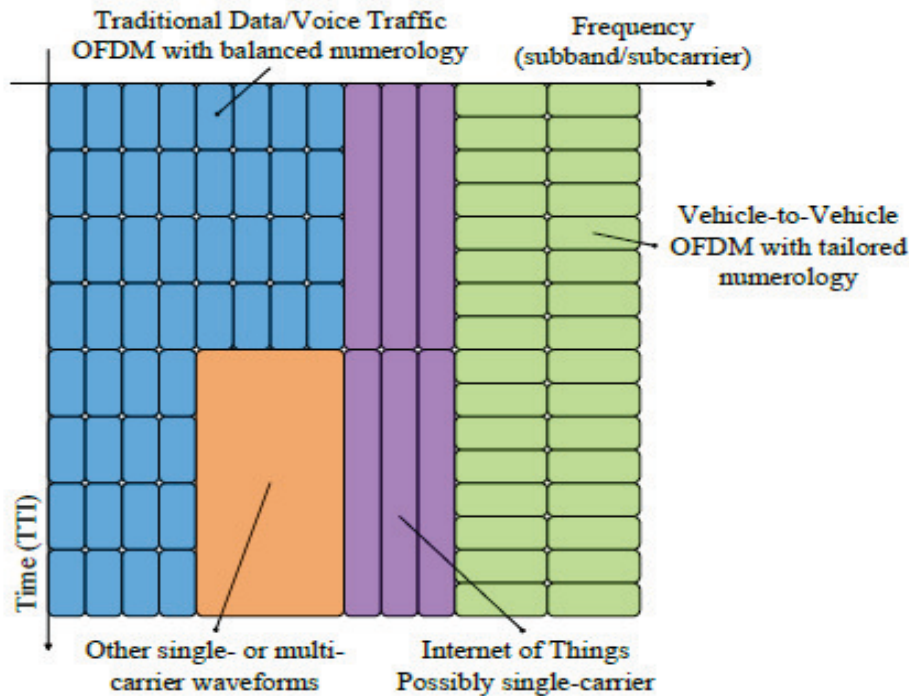 Traditional Data/Voice Traffic
OFDM with balanced numerology
Frequency
(subband/subcarrier)
Vehicle-to-Vehicle
OFDM with tailored
numerology
Time (TTI)
Other single- or multi-
carrier waveforms
Internet of Things
Possibly single-carrier